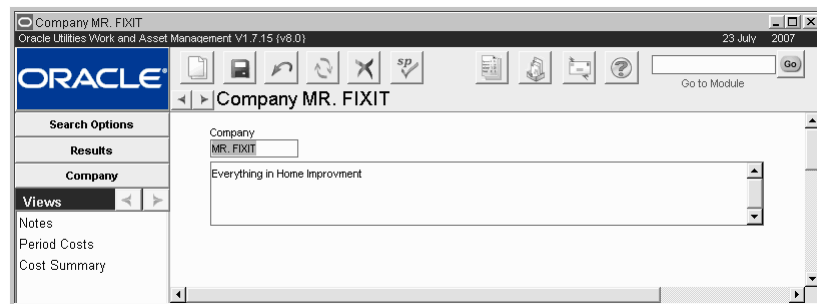 Company MR. FIXIT
Oracle Utilities Work and Asset Management V1.7.15 (v8.0) 23 July 2007
ORACLE®
sp
Go
Go to Module
Company MR. FIXIT
Search Options
Results
Company
Views
Notes
Period Costs
Cost Summary
Company
MR. FIXIT
Everything in Home Improvment